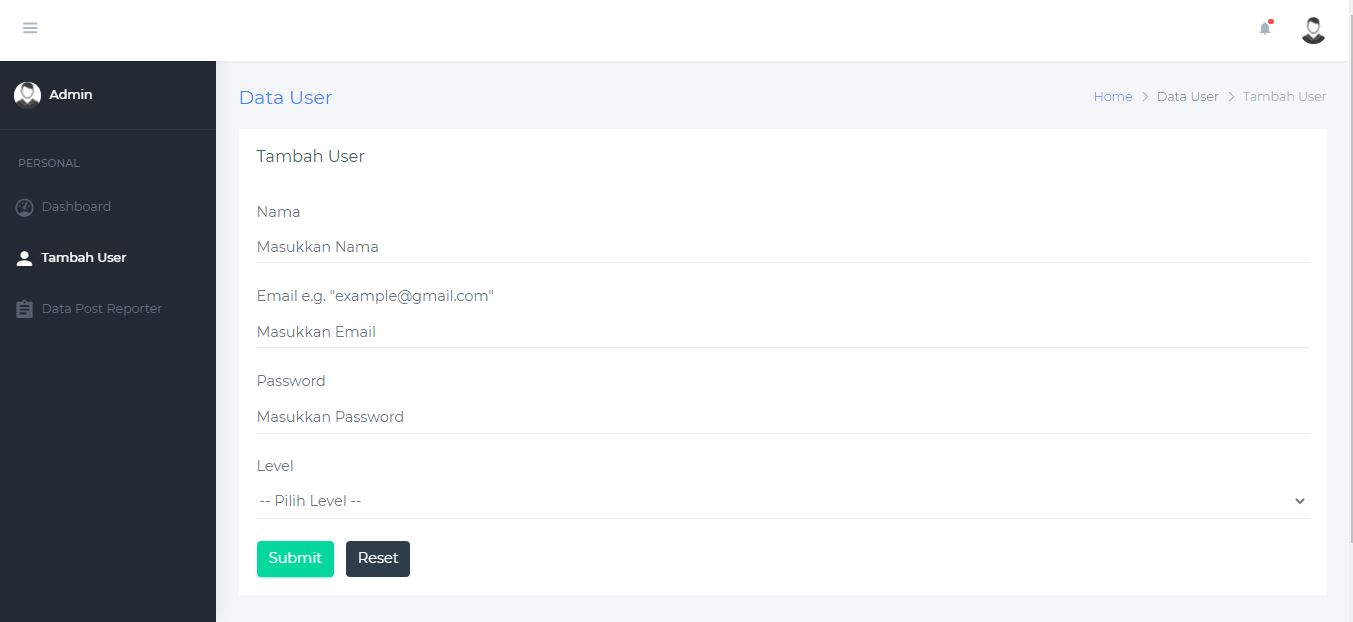 Admin
PERSONAL
Dashboard
Tambah User
Data Post Reporter
Data User
Home > Data User > Tambah User
Tambah User
Nama
Masukkan Nama
Email e.g. "example@gmail.com"
Masukkan Email
Password
Masukkan Password
Level
-- Pilih Level --
Submit Reset